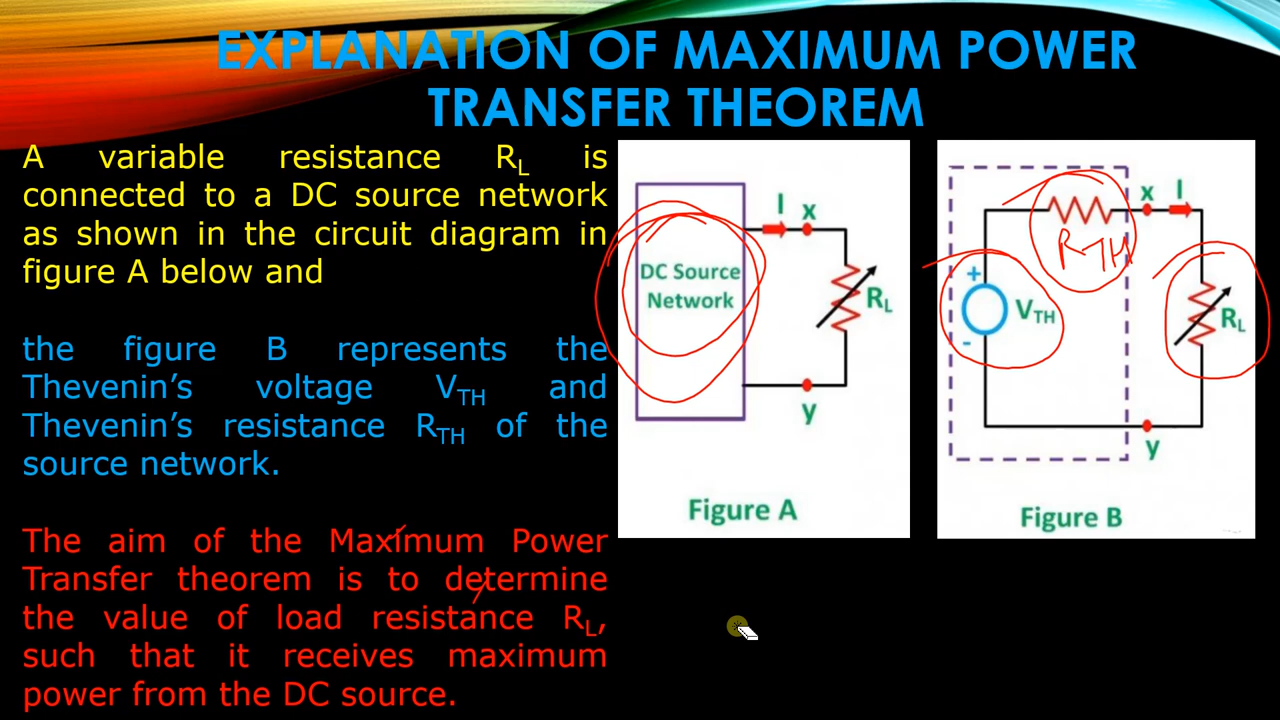 EXPLANATION OF MAXIMUM POWER
TRANSFER THEOREM
A variable resistance RL is
connected to a DC source network
as shown in the circuit diagram in
figure A below and
the figure B represents the
Thevenin's voltage VTH and
Thevenin's resistance RTH of the
source network.
The aim of the Maximum Power
Transfer theorem is to determine
the value of load resistance RL,
such that it receives maximum
power from the DC source.
I x
DC Source
Network
RL
y
Figure A
x I
RTH
+
VTH
-
RL
y
Figure B